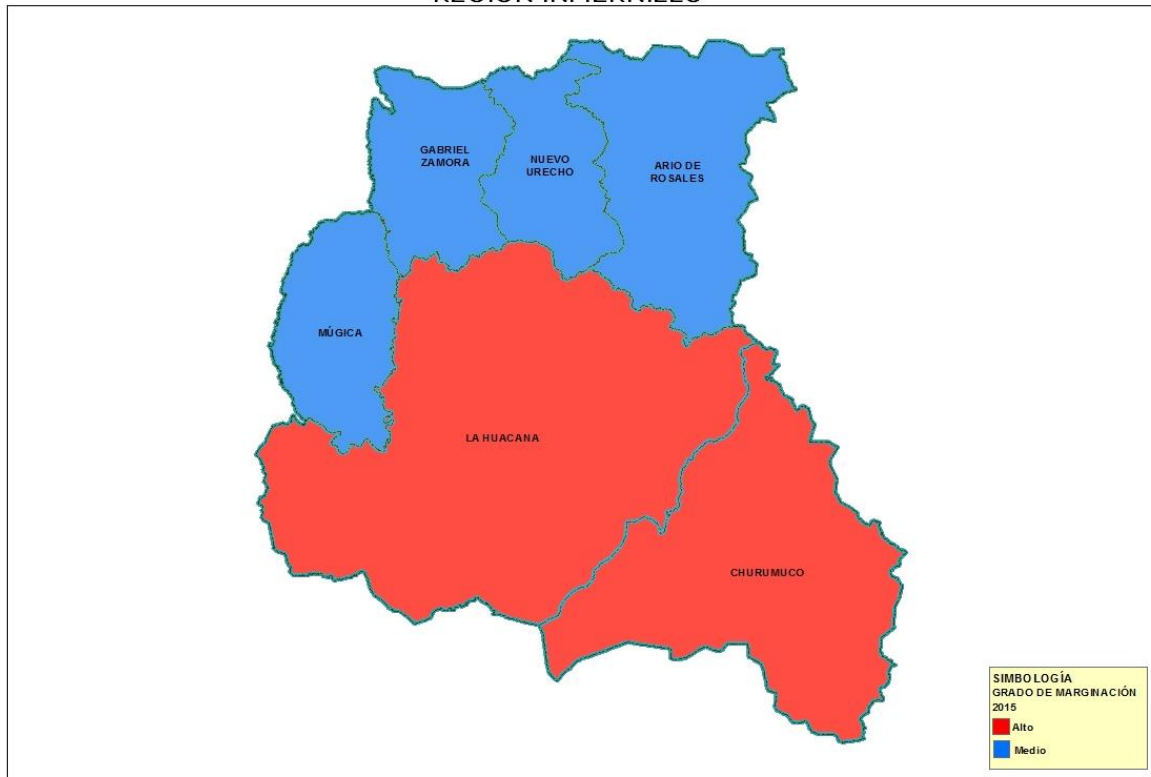 GABRIEL
ZAMORA
NUEVO
URECHO
ARIO DE
ROSALES
MÚGICA
LA HUACANA
CHURUMUCO
SIMBOLOGÍA
GRADO DE MARGINACIÓN
2015
Alto
Medio